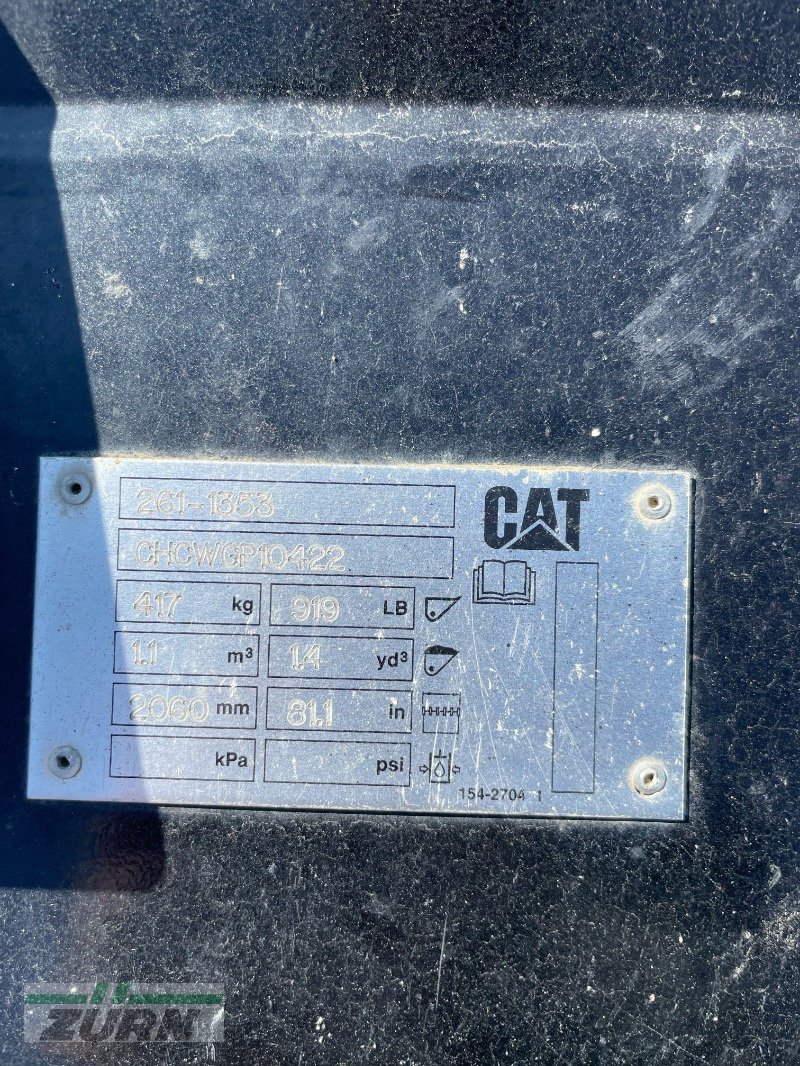 261-1353
CAT
CHCWGP10422
417 kg 919 LB
1.1 m³ 1.4 yd³
2060 mm 81.1 in
kPa psi
154-2704 1
ZÜRN